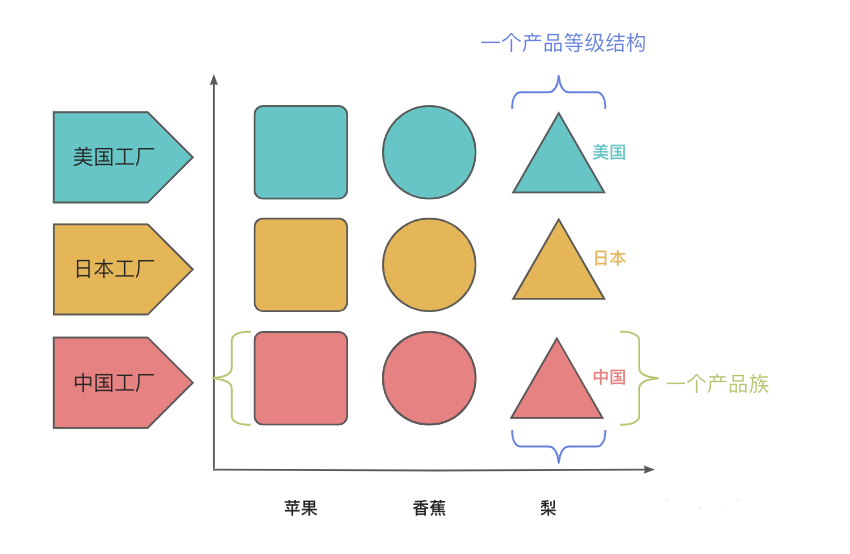 一个产品等级结构
美国工厂
美国
日本工厂
日本
中国工厂
中国
一个产品族
苹果
香蕉
梨